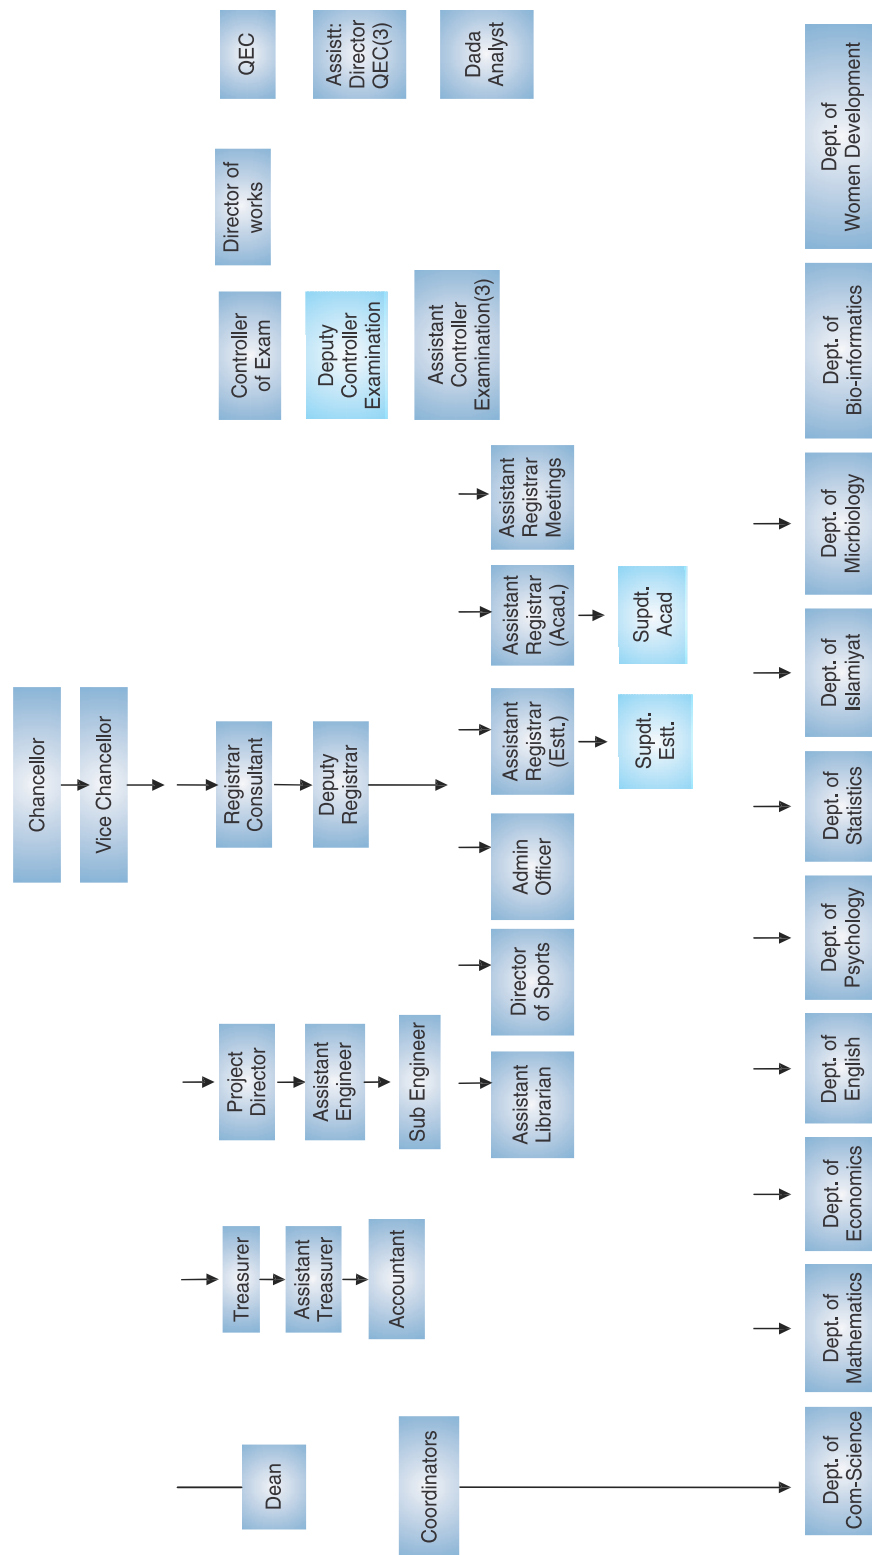 Chancellor
Vice Chancellor
Dean
Coordinators
Treasurer
Assistant
Treasurer
Accountant
Project
Director
Assistant
Engineer
Sub Engineer
Registrar
Consultant
Deputy
Registrar
Controller
of Exam
Deputy
Controller
Examination
Assistant
Controller
Examination(3)
Director of
works
QEC
Assistt:
Director
QEC(3)
Dada
Analyst
Assistant
Librarian
Director
of Sports
Admin
Officer
Assistant
Registrar
(Estt.)
Assistant
Registrar
(Acad.)
Assistant
Registrar
Meetings
Supdt.
Estt.
Supdt.
Acad
Dept. of
Com-Science
Dept. of
Mathematics
Dept. of
Economics
Dept. of
English
Dept. of
Psychology
Dept. of
Statistics
Dept. of
Islamiyat
Dept. of
Micrbiology
Dept. of
Bio-informatics
Dept. of
Women Development